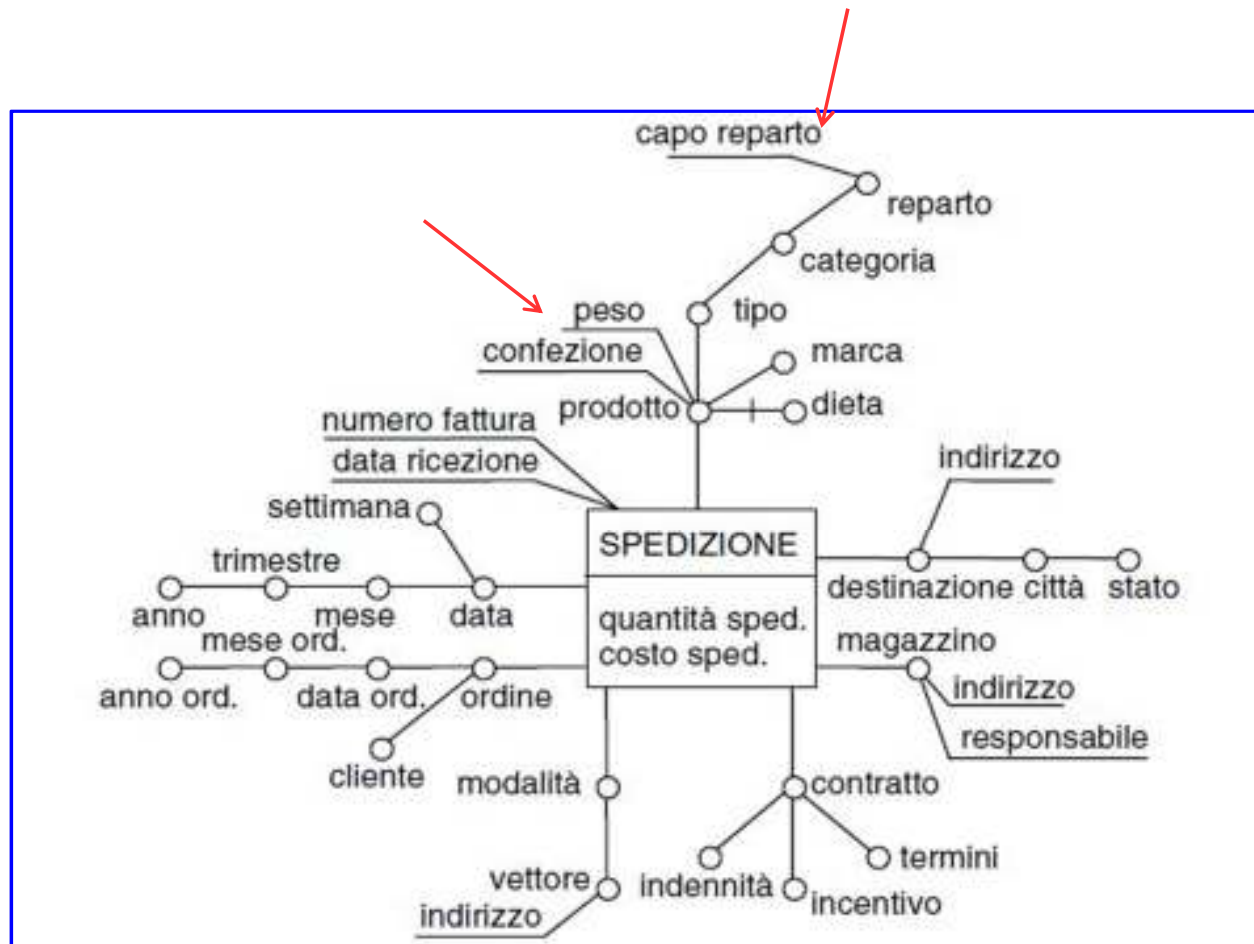 capo reparto
reparto
categoria
peso
tipo
confezione
marca
prodotto
dieta
numero fattura
data ricezione
indirizzo
settimana
SPEDIZIONE
trimestre
destinazione
città
stato
anno
mese
data
quantità sped.
costo sped.
mese ord.
magazzino
anno ord.
data ord.
ordine
indirizzo
responsabile
cliente
modalità
contratto
termini
vettore
indennità
incentivo
indirizzo